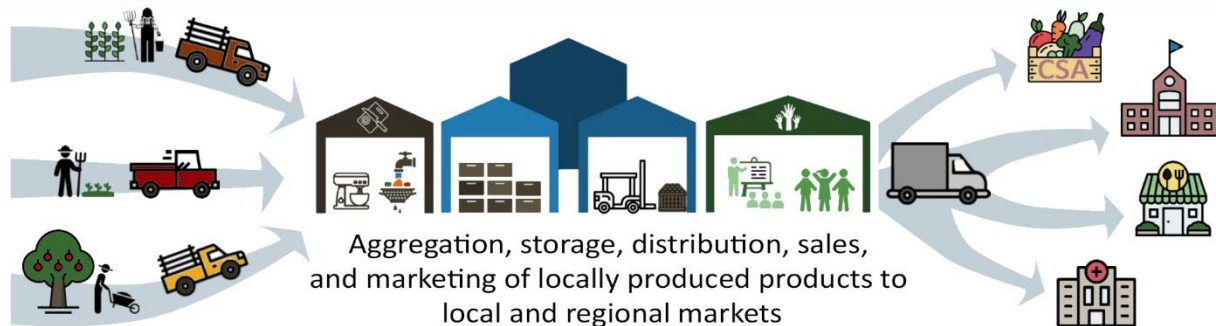 CSA
Aggregation, storage, distribution, sales,
and marketing of locally produced products to
local and regional markets